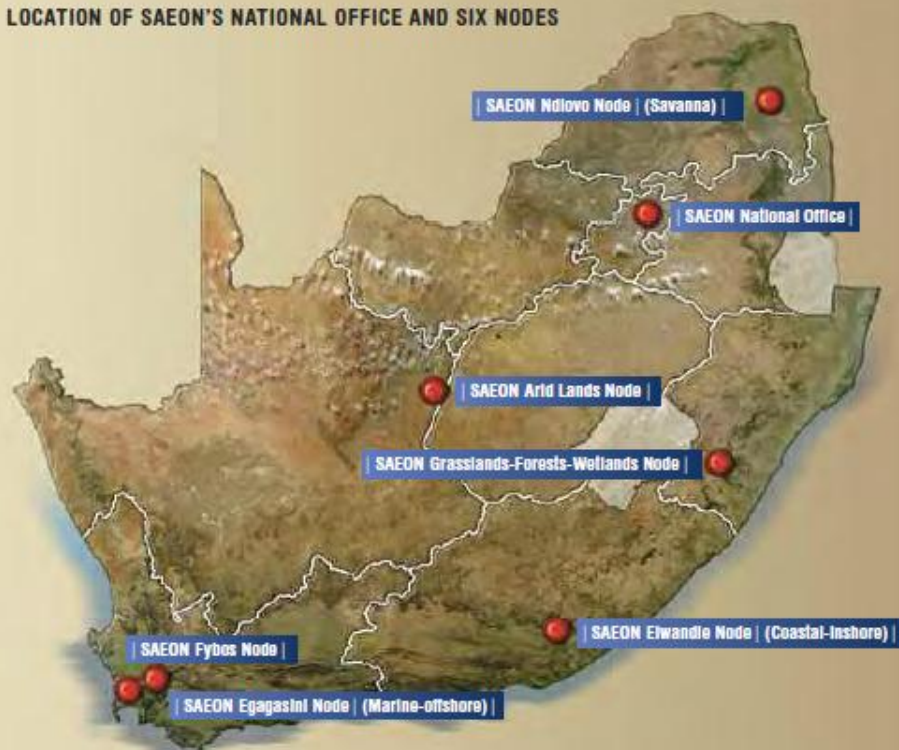 LOCATION OF SAEON'S NATIONAL OFFICE AND SIX NODES
| SAEON Ndlovo Node | (Savanna) |
| SAEON National Office |
| SAEON Arid Lands Node |
| SAEON Grasslands-Forests-Wetlands Node |
| SAEON Elwandle Node | (Coastal-Inshore) |
| SAEON Fybos Node |
| SAEON Egagasini Node | (Marine-offshore) |